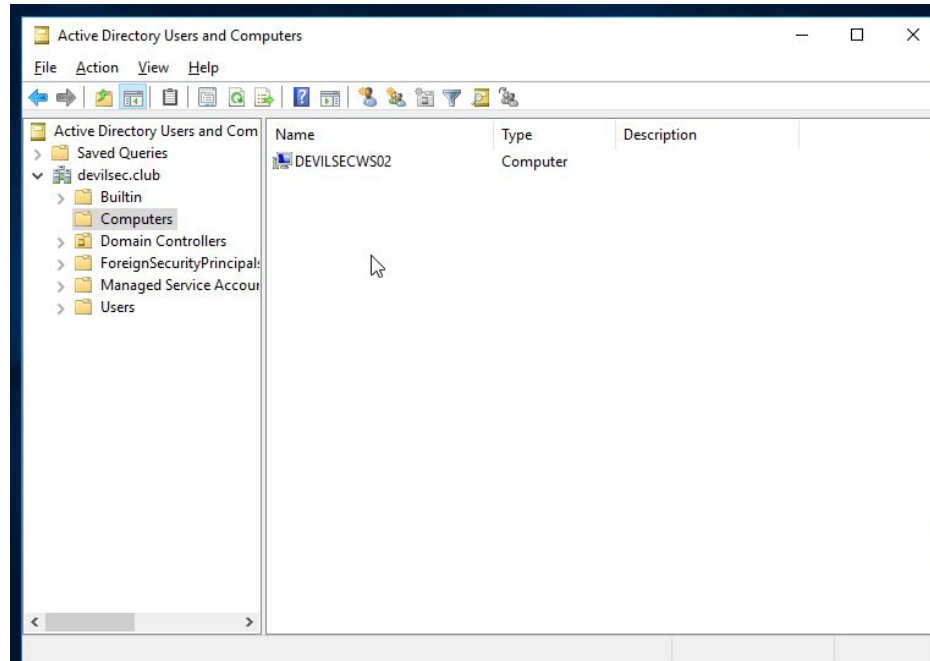 Active Directory Users and Computers
File Action View Help
Active Directory Users and Com
Saved Queries
devilsec.club
Builtin
Computers
Domain Controllers
ForeignSecurityPrincipals
Managed Service Accour
Users
Name Type Description
DEVILSECWS02 Computer